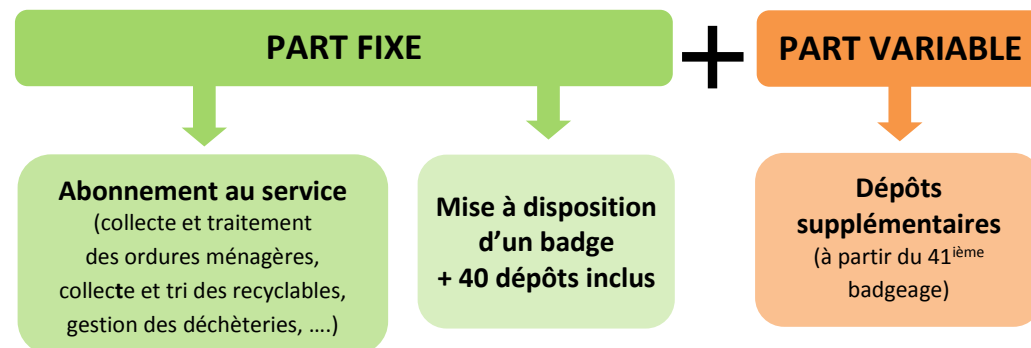 PART FIXE
+
PART VARIABLE
Abonnement au service
(collecte et traitement
des ordures ménagères,
collecte et tri des recyclables,
gestion des déchèteries, ....)
Mise à disposition
d’un badge
+ 40 dépôts inclus
Dépôts
supplémentaires
(à partir du 41ième
badgeage)